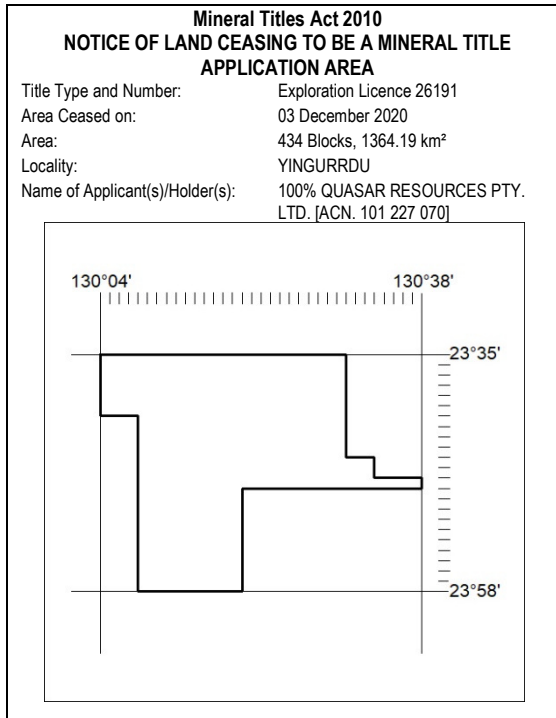 Mineral Titles Act 2010
NOTICE OF LAND CEASING TO BE A MINERAL TITLE
APPLICATION AREA
Title Type and Number: Exploration Licence 26191
Area Ceased on: 03 December 2020
Area: 434 Blocks, 1364.19 km²
Locality: YINGURRDU
Name of Applicant(s)/Holder(s): 100% QUASAR RESOURCES PTY.
LTD. [ACN. 101 227 070]
130°04' 130°38'
23°35'
23°58'